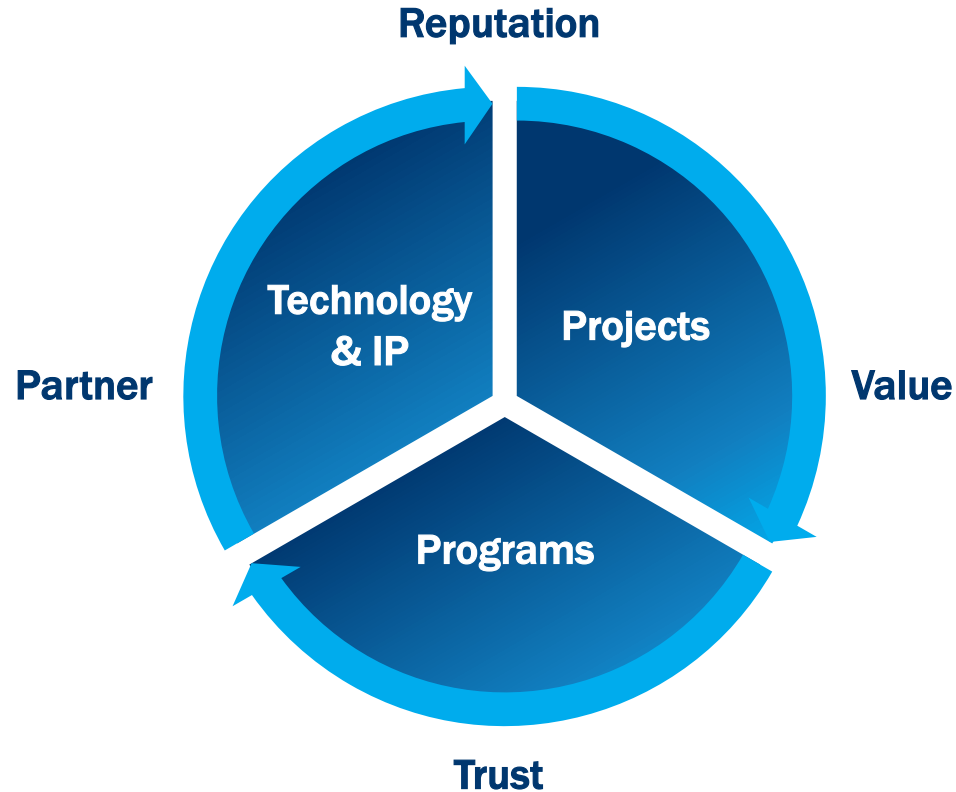 Reputation
Technology
& IP
Projects
Partner
Value
Programs
Trust